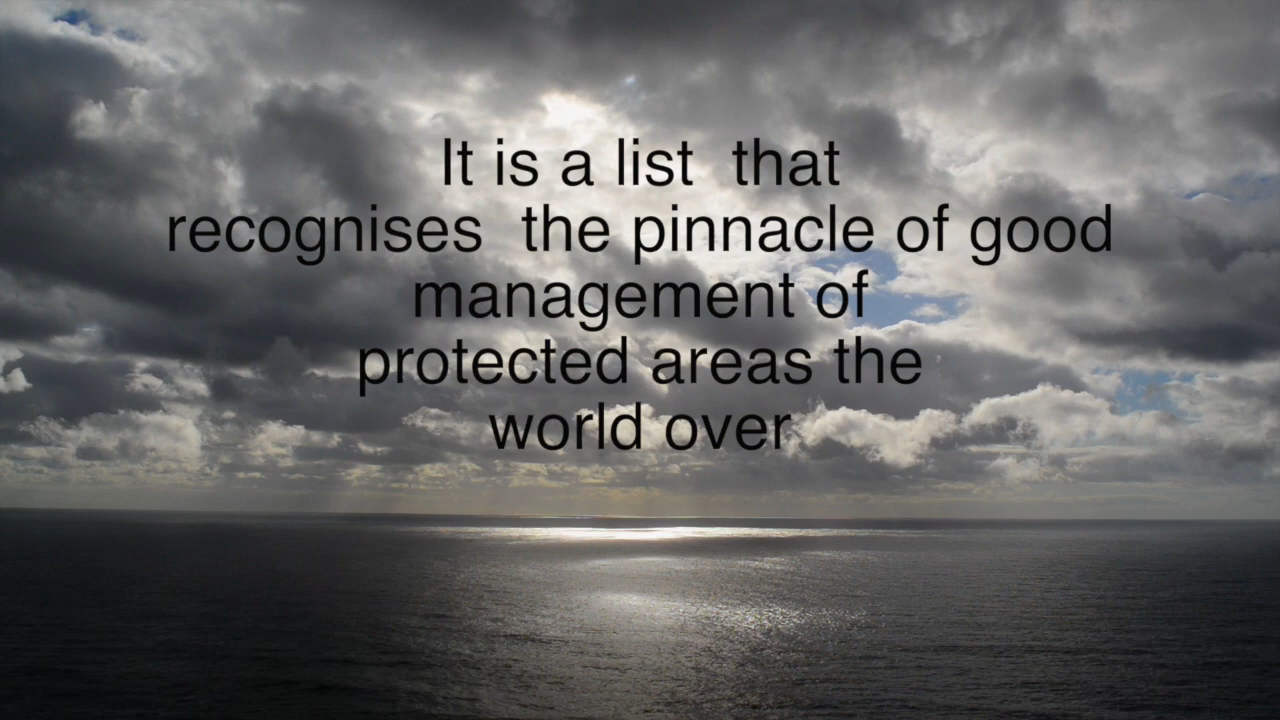 It is a list  that
recognises  the pinnacle of good
management of
protected areas the
world over